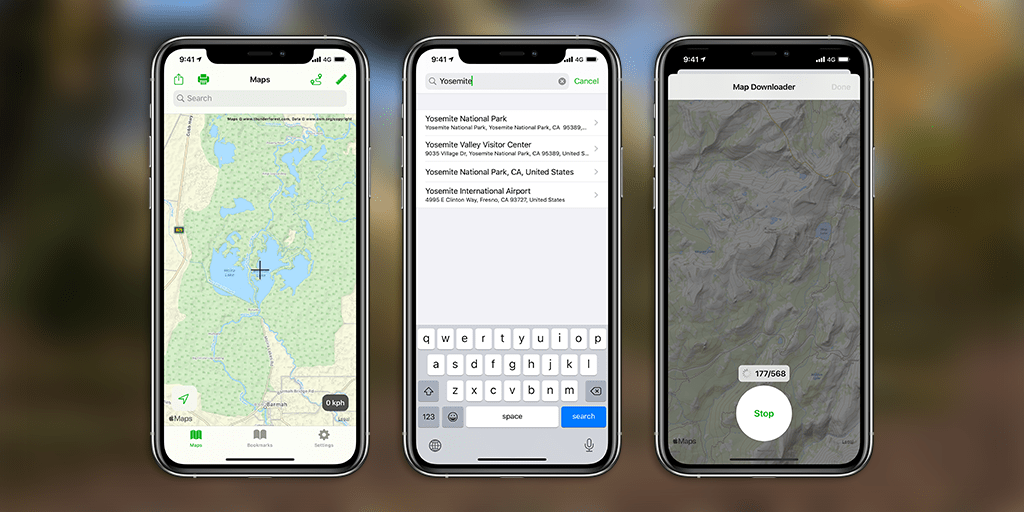 9:41
4G
Maps
Search
Maps © www.thunderforest.com, Data © www.osm.org/copyright
Barmah
0 kph
Maps
Legal
Maps
Bookmarks
Settings
9:41
4G
Yosemite
Cancel
Yosemite National Park
Yosemite National Park, Yosemite National Park, CA 95389,...
Yosemite Valley Visitor Center
9035 Village Dr, Yosemite National Park, CA 95389, United S...
Yosemite National Park, CA, United States
Yosemite International Airport
4995 E Clinton Way, Fresno, CA 93727, United States
q w e r t y u i o p
a s d f g h j k l
z x c v b n m
123
space
search
9:41
4G
Map Downloader
Done
177/568
Stop
Maps
Legal